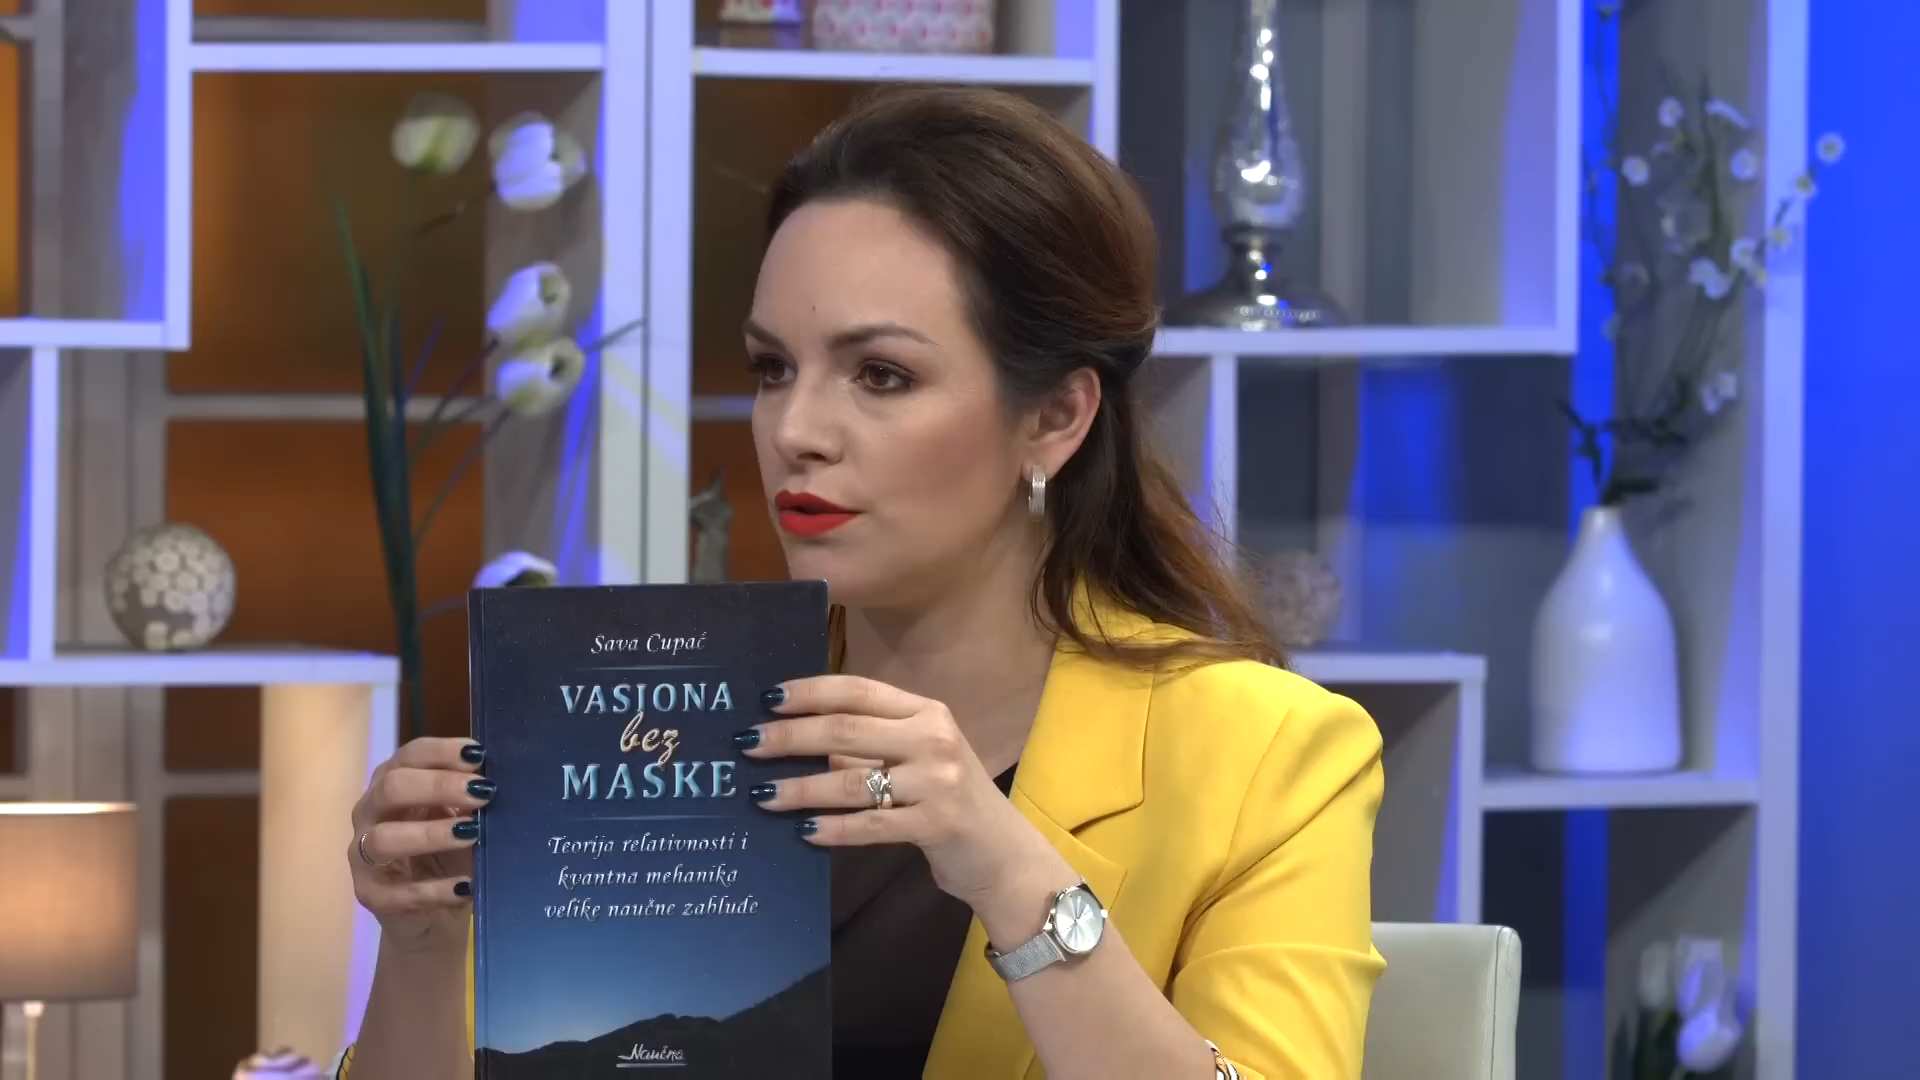 Sava Cupać
VASIONA
bez
MASKE
Teorija relativnosti i
kvantna mehanika
velike naučne zablude
Naučna